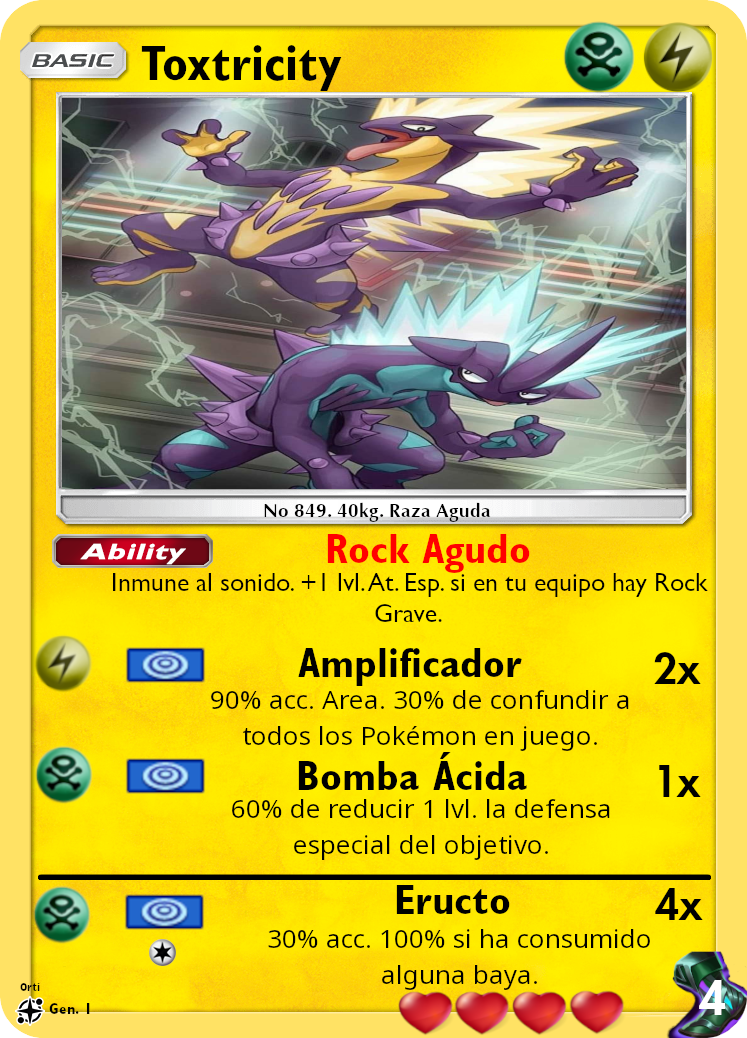 BASIC Toxtricity
No 849. 40kg. Raza Aguda
Ability Rock Agudo
Inmune al sonido. +1 lvl. At. Esp. si en tu equipo hay Rock
Grave.
Amplificador 2x
90% acc. Area. 30% de confundir a
todos los Pokémon en juego.
Bomba Ácida 1x
60% de reducir 1 lvl. la defensa
especial del objetivo.
Eructo 4x
30% acc. 100% si ha consumido
alguna baya.
Orti
Gen. 1
4